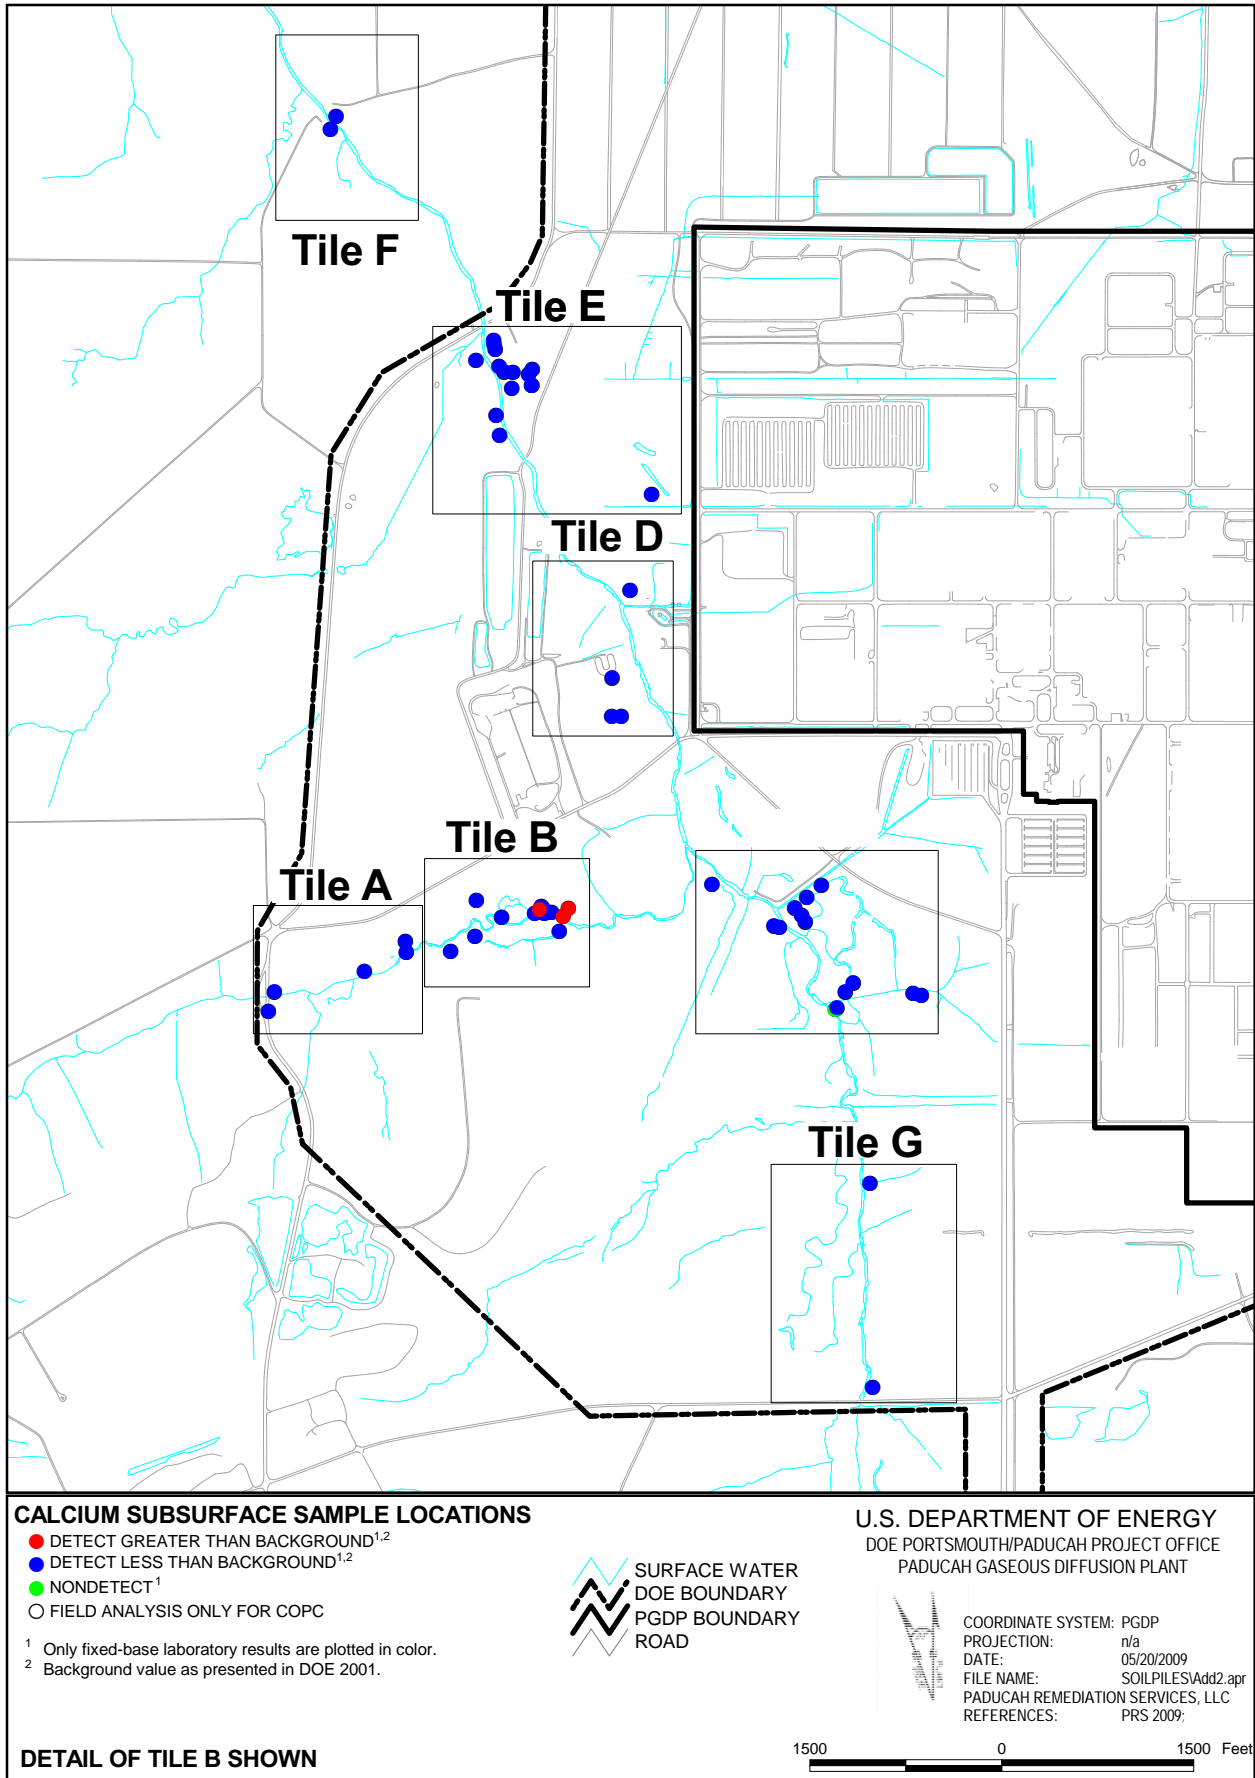 Tile F
Tile E
Tile D
Tile B
Tile A
Tile G
CALCIUM SUBSURFACE SAMPLE LOCATIONS
DETECT GREATER THAN BACKGROUND1,2
DETECT LESS THAN BACKGROUND1,2
NONDETECT1
FIELD ANALYSIS ONLY FOR COPC
1 Only fixed-base laboratory results are plotted in color.
2 Background value as presented in DOE 2001.
DETAIL OF TILE B SHOWN
SURFACE WATER
DOE BOUNDARY
PGDP BOUNDARY
ROAD
U.S. DEPARTMENT OF ENERGY
DOE PORTSMOUTH/PADUCAH PROJECT OFFICE
PADUCAH GASEOUS DIFFUSION PLANT
COORDINATE SYSTEM: PGDP
PROJECTION: n/a
DATE: 05/20/2009
FILE NAME: SOILPILES\Add2.apr
PADUCAH REMEDIATION SERVICES, LLC
REFERENCES: PRS 2009;
1500 0 1500 Feet